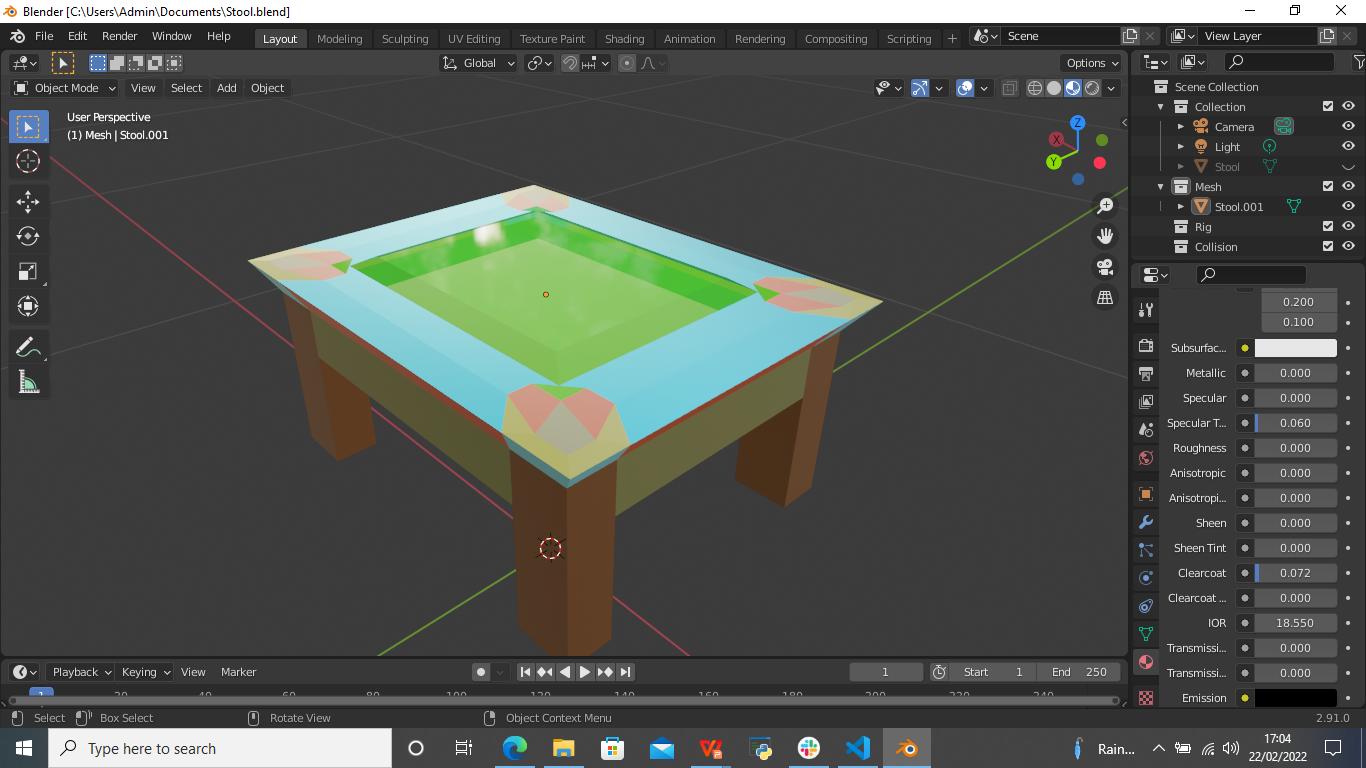 Blender [C:\Users\Admin\Documents\Stool.blend]
File Edit Render Window Help
Layout Modeling Sculpting UV Editing Texture Paint Shading Animation Rendering Compositing Scripting
Scene
View Layer
Global
Options
Object Mode View Select Add Object
User Perspective
(1) Mesh | Stool.001
Z
X
Y
Scene Collection
Collection
Camera
Light
Stool
Mesh
Stool.001
Rig
Collision
0.200
0.100
Subsurfac...
Metallic 0.000
Specular 0.000
Specular T... 0.060
Roughness 0.000
Anisotropic 0.000
Anisotropi... 0.000
Sheen 0.000
Sheen Tint 0.000
Clearcoat 0.072
Clearcoat ... 0.000
IOR 18.550
Transmissi... 0.000
Transmissi... 0.000
Emission
Playback Keying View Marker
1 Start 1 End 250
1 20 40 60 80 100 120 140 160 180 200 220 240
Select Box Select Rotate View Object Context Menu 2.91.0
Type here to search
Rain...
17:04
22/02/2022